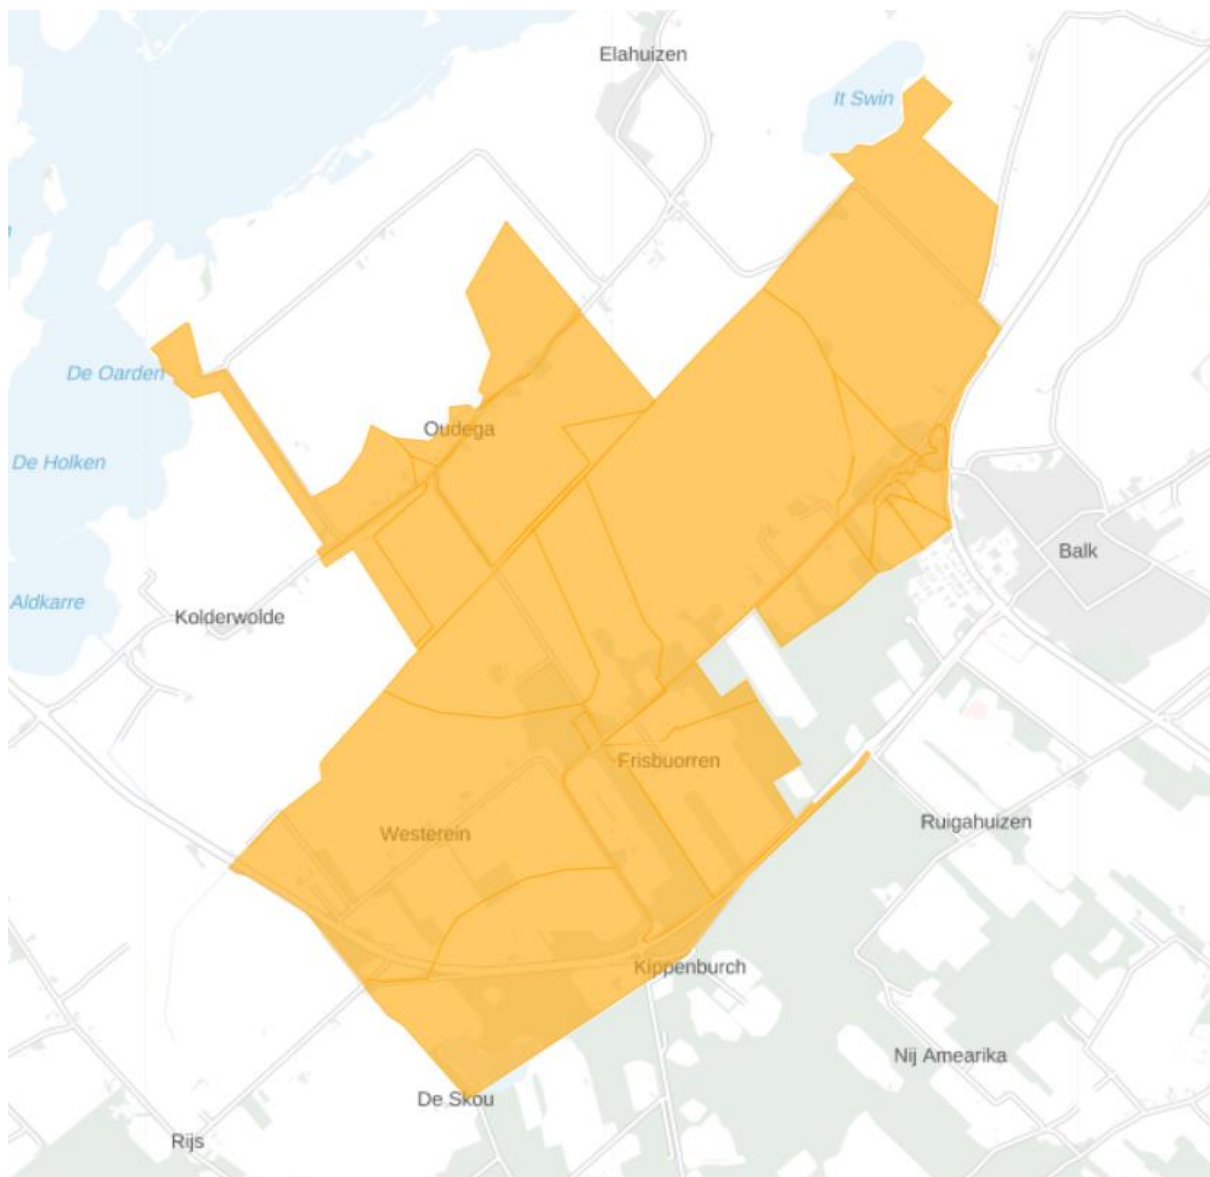 Elahuizen
It Swin
De Oarden
Oudega
De Holken
Balk
Aldkarre
Kolderwolde
Frisbuorren
Ruigahuizen
Westerein
Kippenburch
Nij Amearika
De Skou
Rijs